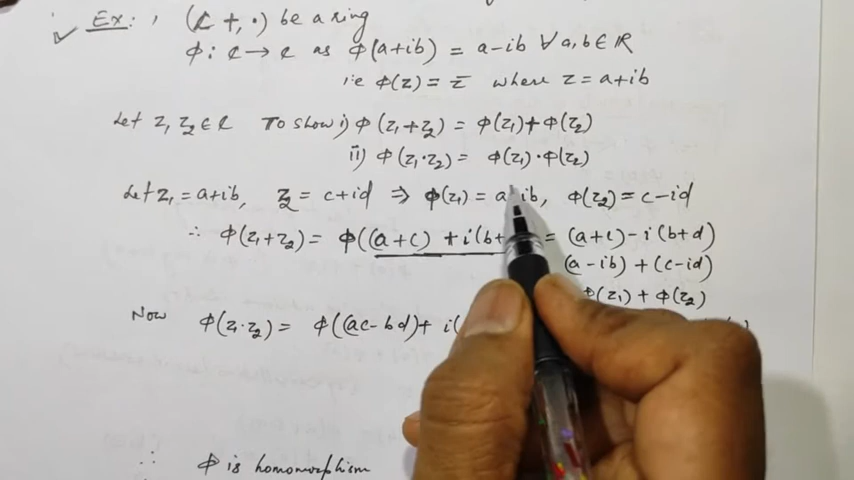 Ex: , (ℂ +, ·) be a ring
ϕ : ℂ → ℂ as ϕ(a+ib) = a-ib ∀ a,b ∈ ℝ
i.e ϕ(z) = z̅ where z = a+ib
Let z₁, z₂ ∈ ℂ To show i) ϕ(z₁+z₂) = ϕ(z₁)+ϕ(z₂)
ii) ϕ(z₁·z₂) = ϕ(z₁)·ϕ(z₂)
Let z₁ = a+ib, z₂ = c+id ⇒ ϕ(z₁) = a-ib, ϕ(z₂) = c-id
∴ ϕ(z₁+z₂) = ϕ((a+c) + i(b+ = (a+c) - i(b+d)
(a-ib) + (c-id)
ϕ(z₁) + ϕ(z₂)
Now ϕ(z₁·z₂) = ϕ((ac-bd)+ i(
∴ ϕ is homomorphism